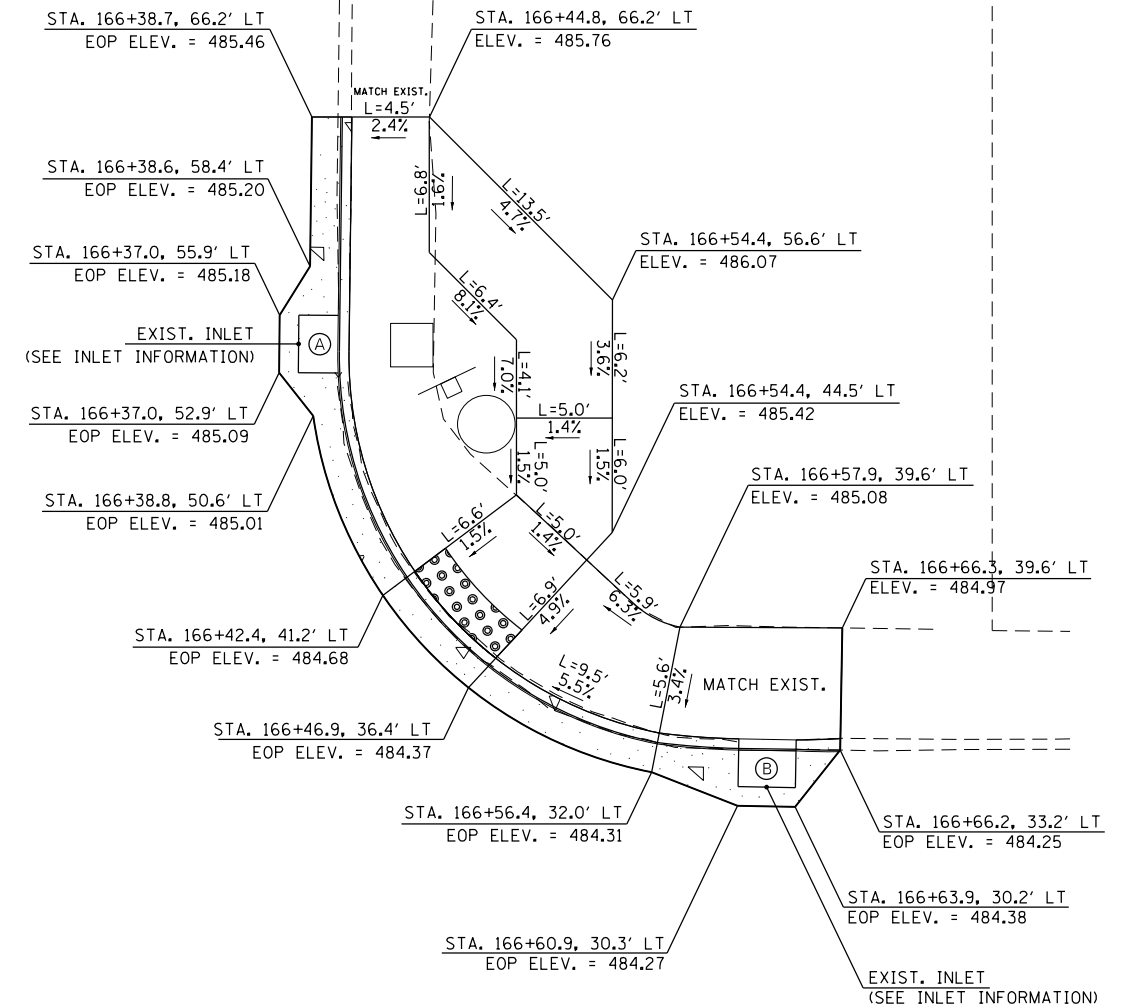 STA. 166+38.7, 66.2' LT
EOP ELEV. = 485.46
STA. 166+44.8, 66.2' LT
ELEV. = 485.76
MATCH EXIST.
L=4.5'
2.4%
STA. 166+38.6, 58.4' LT
EOP ELEV. = 485.20
L=6.8'
1.6%
L=13.5'
4.7%
STA. 166+37.0, 55.9' LT
EOP ELEV. = 485.18
STA. 166+54.4, 56.6' LT
ELEV. = 486.07
L=6.4'
8.1%
EXIST. INLET
(SEE INLET INFORMATION)
A
L=4.1'
7.0%
L=6.2'
3.6%
STA. 166+37.0, 52.9' LT
EOP ELEV. = 485.09
L=5.0'
1.4%
STA. 166+54.4, 44.5' LT
ELEV. = 485.42
L=5.0'
1.5%
L=6.0'
1.5%
STA. 166+38.8, 50.6' LT
EOP ELEV. = 485.01
STA. 166+57.9, 39.6' LT
ELEV. = 485.08
L=6.6'
1.5%
L=5.0'
1.4%
STA. 166+66.3, 39.6' LT
ELEV. = 484.97
L=6.9'
4.9%
L=5.9'
6.3%
STA. 166+42.4, 41.2' LT
EOP ELEV. = 484.68
L=9.5'
5.5%
L=5.6'
3.4%
MATCH EXIST.
STA. 166+46.9, 36.4' LT
EOP ELEV. = 484.37
B
STA. 166+56.4, 32.0' LT
EOP ELEV. = 484.31
STA. 166+66.2, 33.2' LT
EOP ELEV. = 484.25
STA. 166+63.9, 30.2' LT
EOP ELEV. = 484.38
STA. 166+60.9, 30.3' LT
EOP ELEV. = 484.27
EXIST. INLET
(SEE INLET INFORMATION)